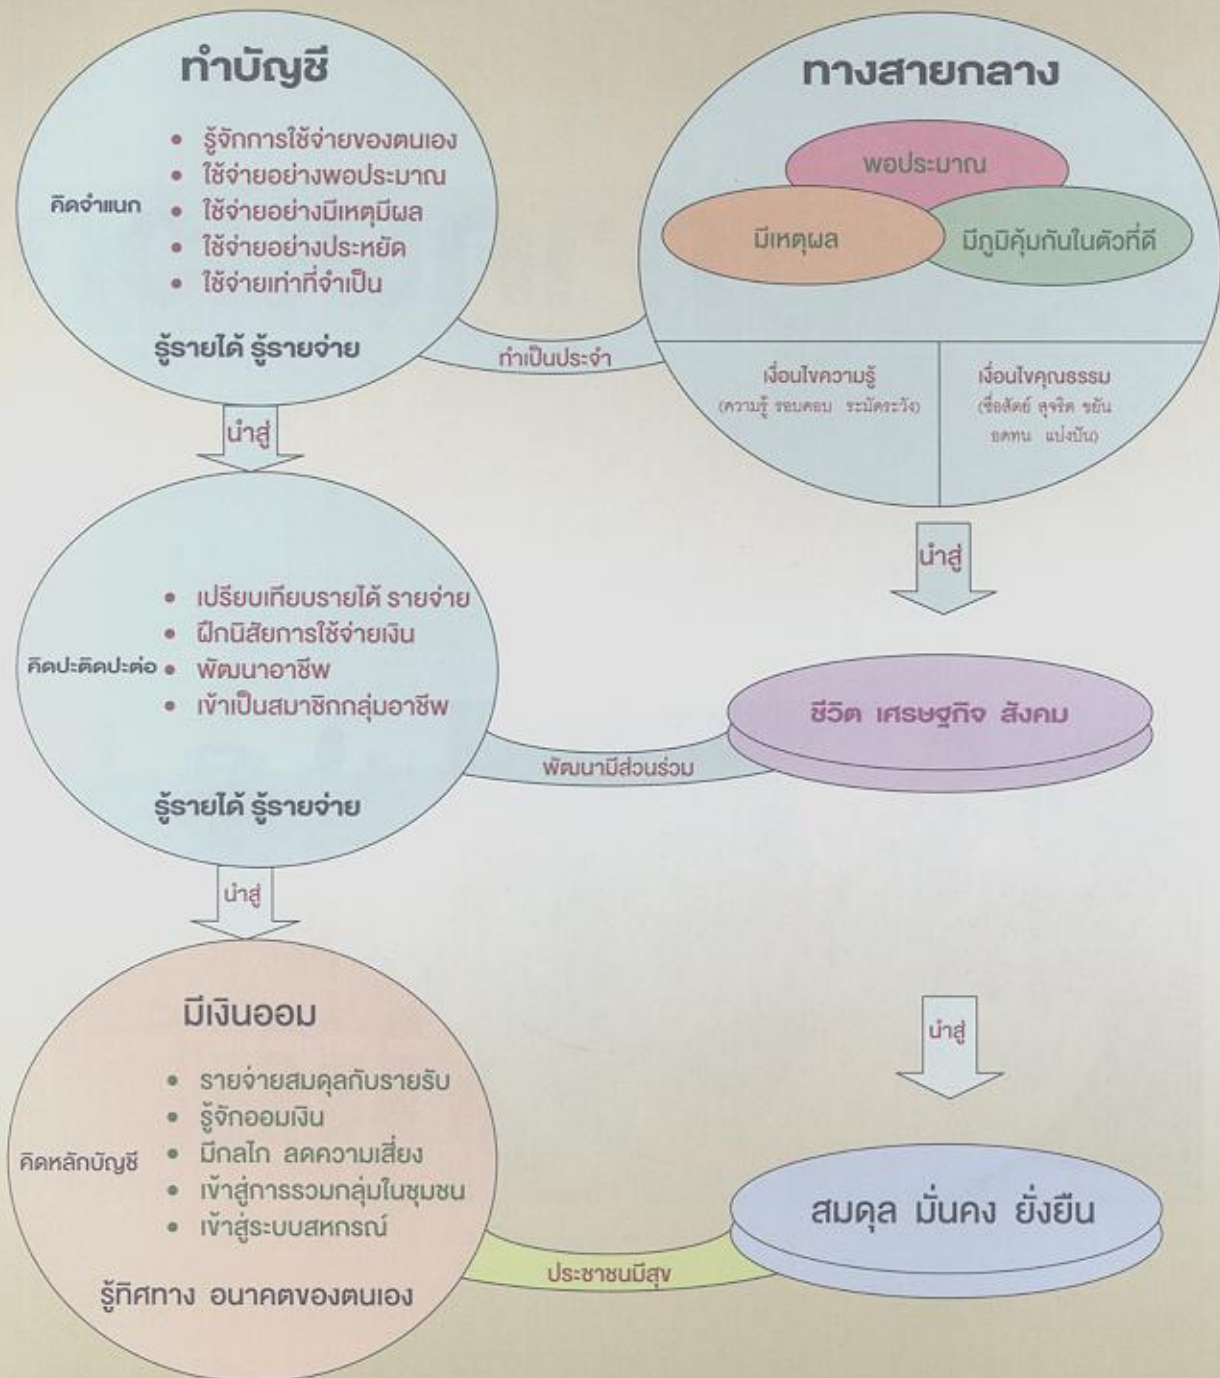 ทำบัญชี
คิดจำแนก
• รู้จักการใช้จ่ายของตนเอง
• ใช้จ่ายอย่างพอประมาณ
• ใช้จ่ายอย่างมีเหตุมีผล
• ใช้จ่ายอย่างประหยัด
• ใช้จ่ายเท่าที่จำเป็น
รู้รายได้ รู้รายจ่าย
ทำเป็นประจำ
ทางสายกลาง
พอประมาณ
มีเหตุผล
มีภูมิคุ้มกันในตัวที่ดี
เงื่อนไขความรู้
(ความรู้ รอบคอบ ระมัดระวัง)
เงื่อนไขคุณธรรม
(ซื่อสัตย์ สุจริต ขยัน
อดทน แบ่งปัน)
นำสู่
นำสู่
คิดปะติดปะต่อ
• เปรียบเทียบรายได้ รายจ่าย
• ฝึกนิสัยการใช้จ่ายเงิน
• พัฒนาอาชีพ
• เข้าเป็นสมาชิกกลุ่มอาชีพ
รู้รายได้ รู้รายจ่าย
พัฒนามีส่วนร่วม
ชีวิต เศรษฐกิจ สังคม
นำสู่
นำสู่
มีเงินออม
คิดหลักบัญชี
• รายจ่ายสมดุลกับรายรับ
• รู้จักออมเงิน
• มีกลไก ลดความเสี่ยง
• เข้าสู่การรวมกลุ่มในชุมชน
• เข้าสู่ระบบสหกรณ์
รู้ทิศทาง อนาคตของตนเอง
ประชาชนมีสุข
สมดุล มั่นคง ยั่งยืน